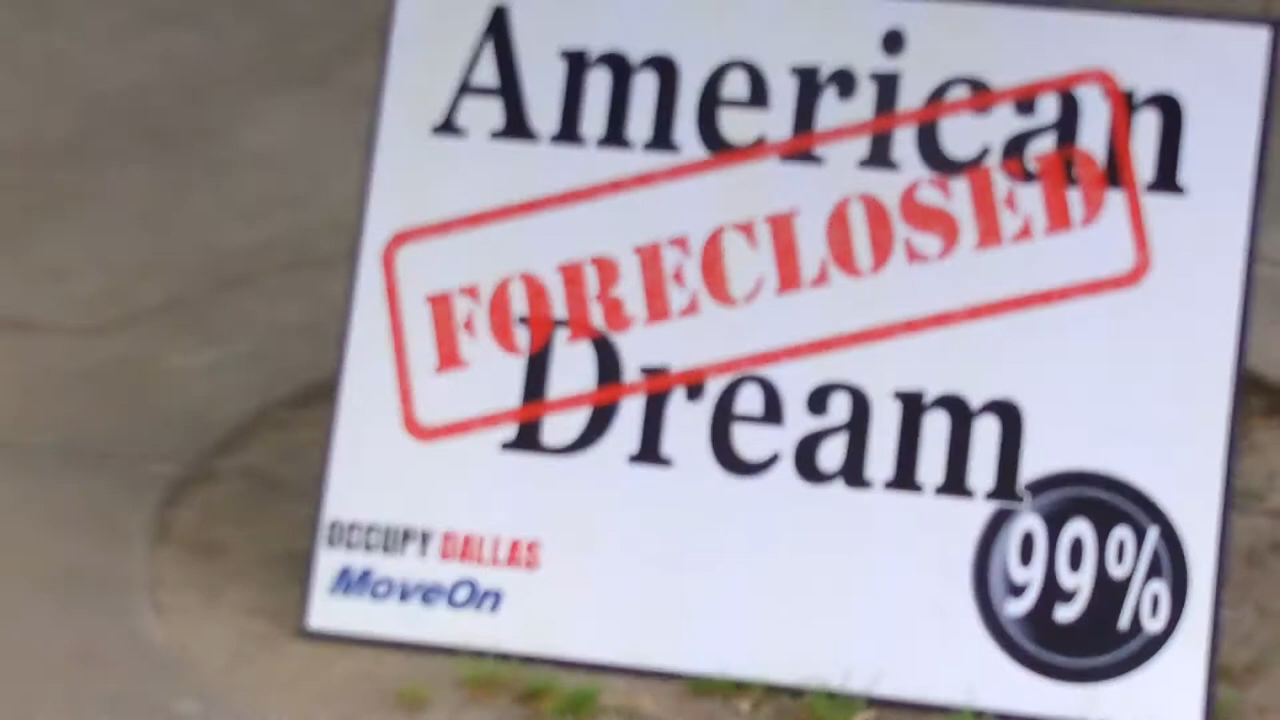 American
FORECLOSED
Dream
OCCUPY DALLAS
MoveOn
99%